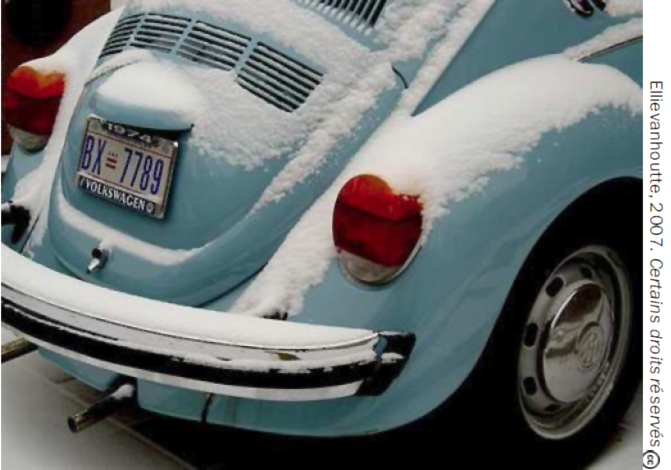 1974
BX 7789
VOLKSWAGEN
Ellievanhoutte, 2007. Certains droits réservés